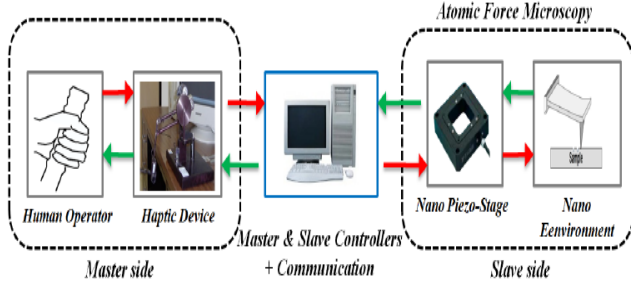 Atomic Force Microscopy
Human Operator
Haptic Device
Master & Slave Controllers
+ Communication
Nano Piezo-Stage
Sample
Nano
Eenvironment
Master side
Slave side